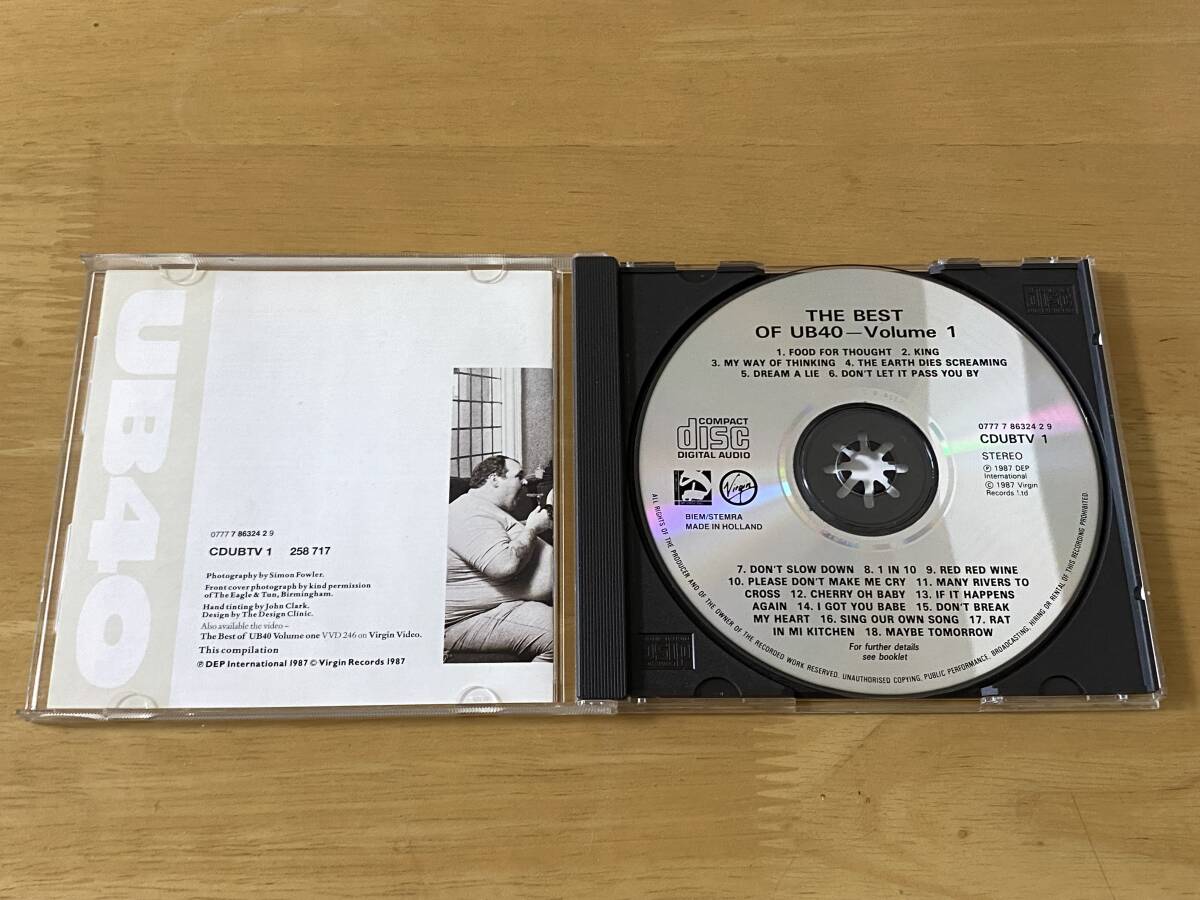 UB40
0777 7 86324 2 9
CDUBTV 1 258 717
Photography by Simon Fowler.
Front cover photograph by kind permission
of The Eagle & Tun, Birmingham.
Hand tinting by John Clark.
Design by The Design Clinic.
Also available the video –
The Best of UB40 Volume one VVD 246 on Virgin Video.
This compilation
℗ DEP International 1987 © Virgin Records 1987
THE BEST
OF UB40—Volume 1
1. FOOD FOR THOUGHT 2. KING
3. MY WAY OF THINKING 4. THE EARTH DIES SCREAMING
5. DREAM A LIE 6. DON'T LET IT PASS YOU BY
COMPACT
disc
DIGITAL AUDIO
Virgin
BIEM/STEMRA
MADE IN HOLLAND
0777 7 86324 2 9
CDUBTV 1
STEREO
℗ 1987 DEP
International
© 1987 Virgin
Records Ltd
7. DON'T SLOW DOWN 8. 1 IN 10 9. RED RED WINE
10. PLEASE DON'T MAKE ME CRY 11. MANY RIVERS TO
CROSS 12. CHERRY OH BABY 13. IF IT HAPPENS
AGAIN 14. I GOT YOU BABE 15. DON'T BREAK
MY HEART 16. SING OUR OWN SONG 17. RAT
IN MI KITCHEN 18. MAYBE TOMORROW
For further details
see booklet
ALL RIGHTS OF THE PRODUCER AND OF THE OWNER OF THE RECORDED WORK RESERVED. UNAUTHORISED COPYING, PUBLIC PERFORMANCE, BROADCASTING, HIRING OR RENTAL OF THIS RECORDING PROHIBITED.
disc
disc